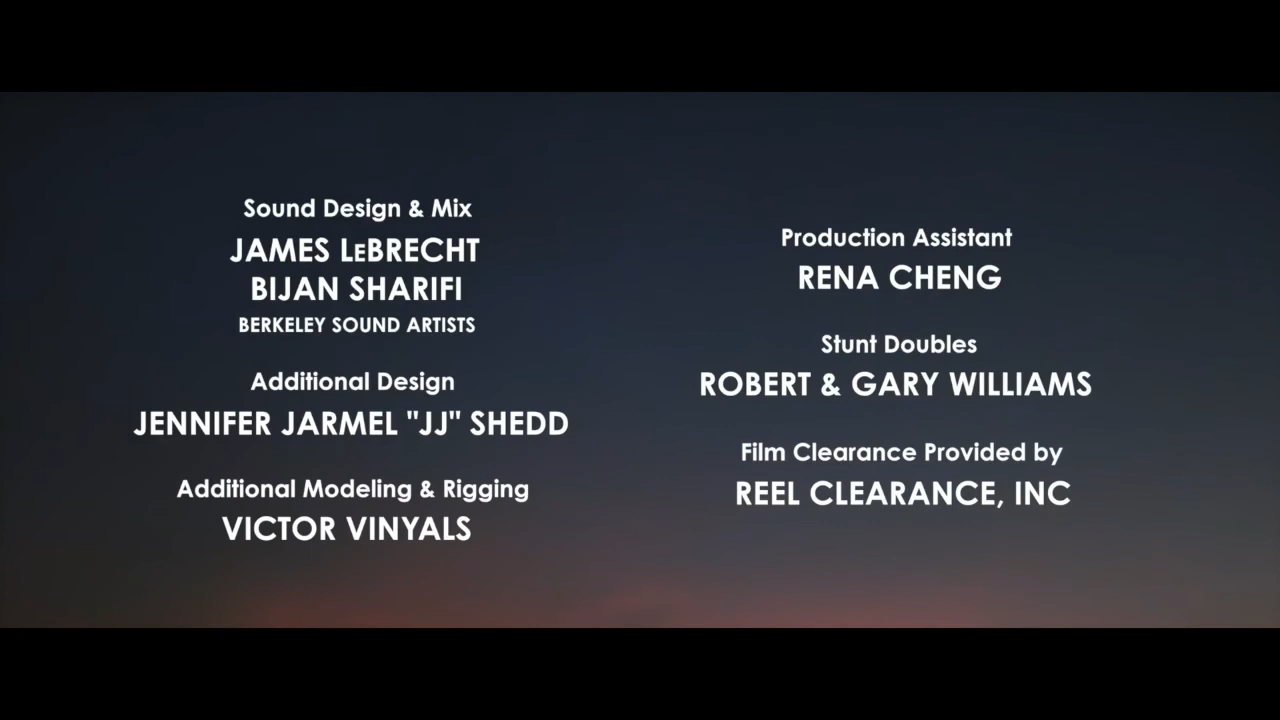 Sound Design & Mix
JAMES LEBRECHT
BIJAN SHARIFI
BERKELEY SOUND ARTISTS
Additional Design
JENNIFER JARMEL "JJ" SHEDD
Additional Modeling & Rigging
VICTOR VINYALS
Production Assistant
RENA CHENG
Stunt Doubles
ROBERT & GARY WILLIAMS
Film Clearance Provided by
REEL CLEARANCE, INC